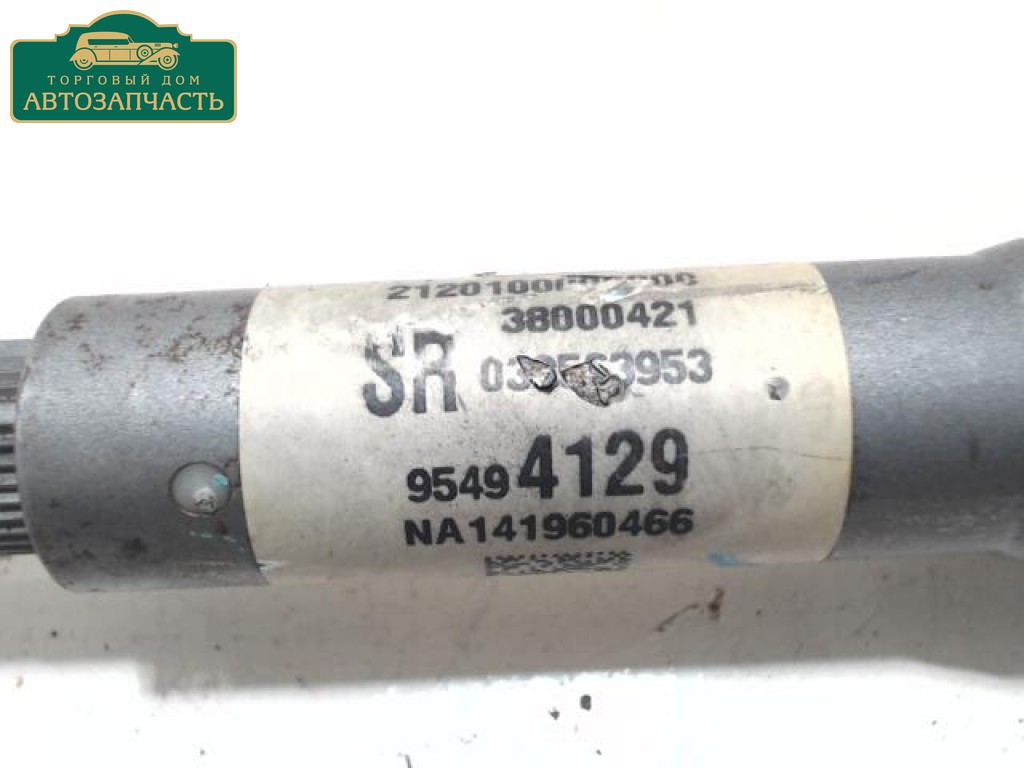 ТОРГОВЫЙ ДОМ
АВТОЗАПЧАСТЬ
38000421
SR
95494129
NA141960466